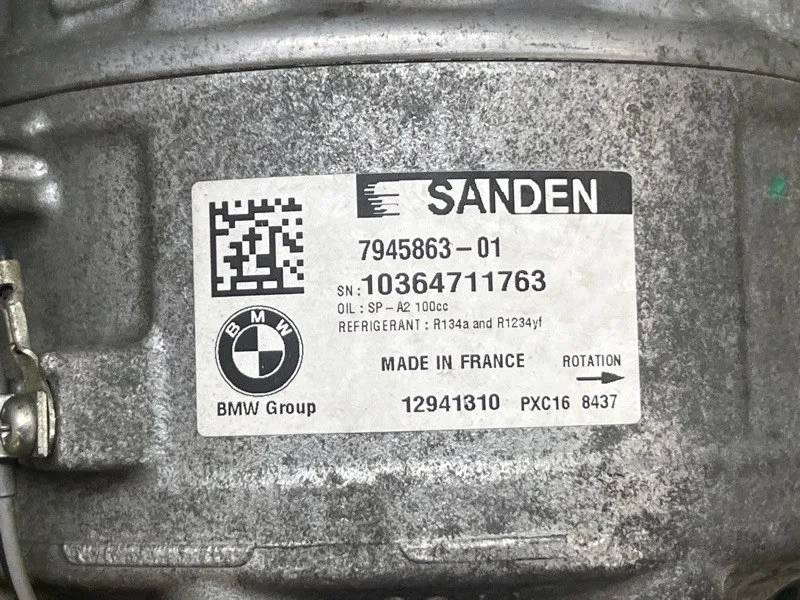 SANDEN
7945863-01
SN: 10364711763
OIL : SP-A2 100cc
REFRIGERANT : R134a and R1234yf
BMW
MADE IN FRANCE
ROTATION
BMW Group
12941310 PXC16 8437